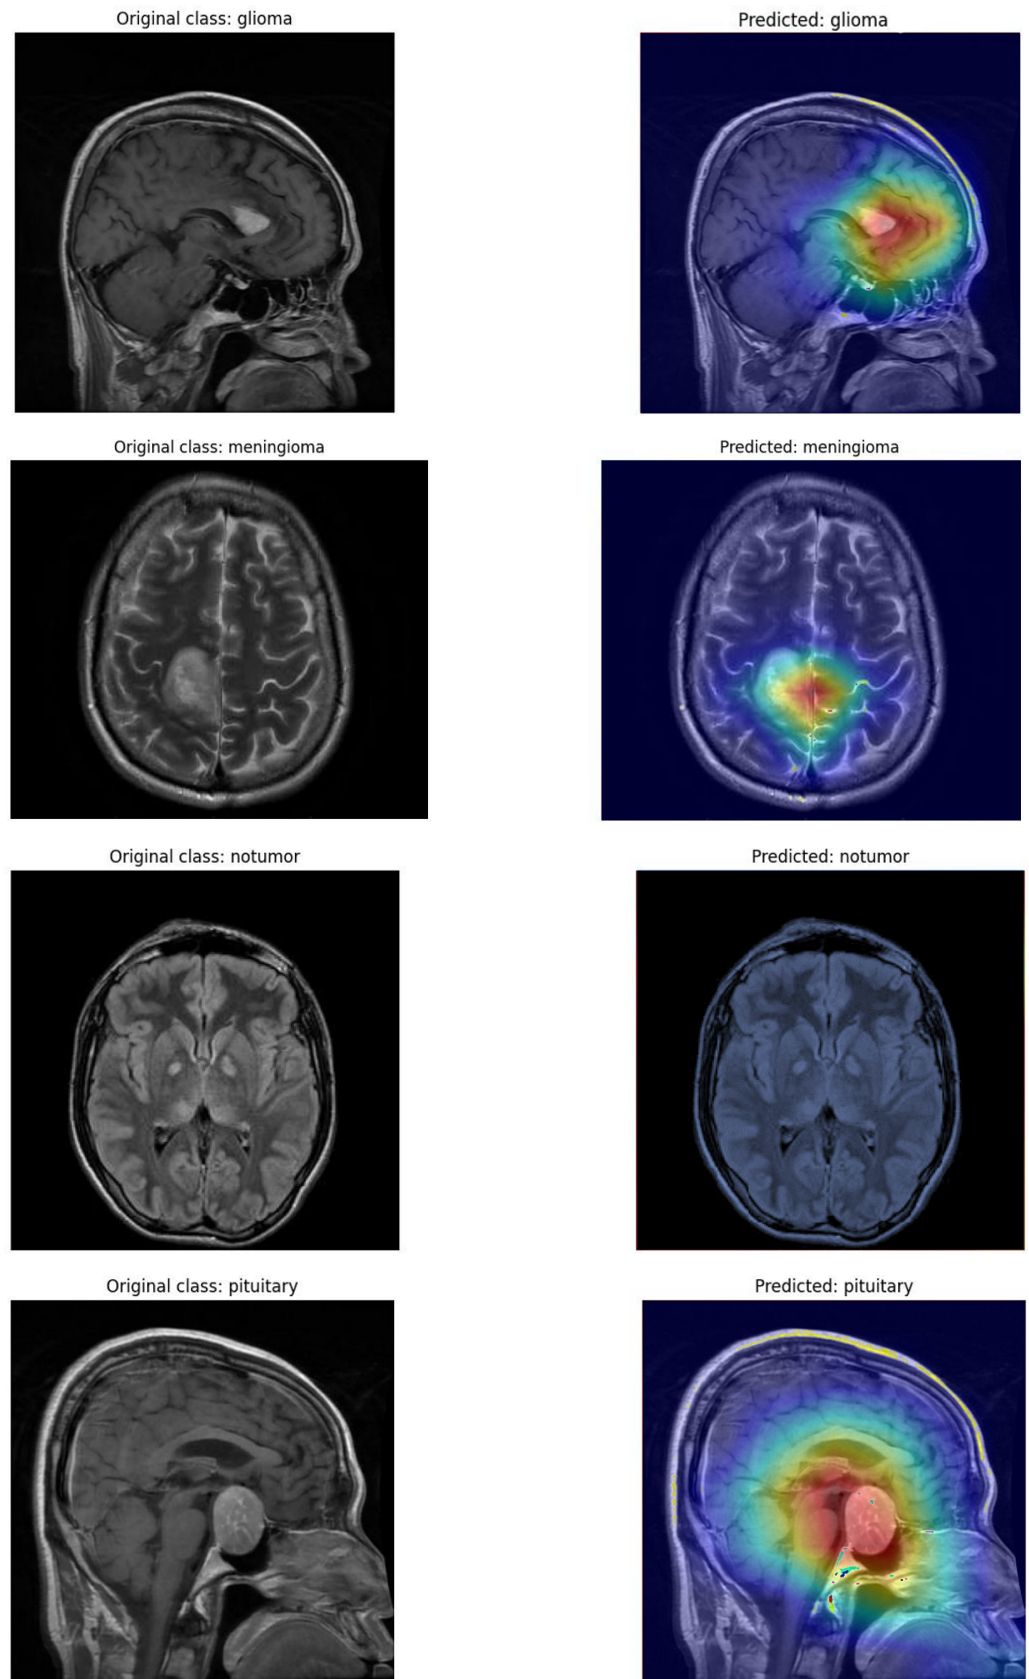 Original class: glioma
Predicted: glioma
Original class: meningioma
Predicted: meningioma
Original class: notumor
Predicted: notumor
Original class: pituitary
Predicted: pituitary